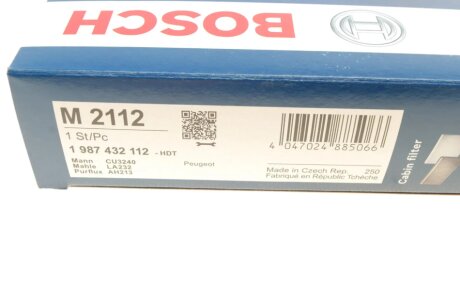 BOSCH
M 2112
1 St/Pc
1 987 432 112 - HDT
Mann CU3240
Mahle LA232
Purflux AH213
Peugeot
4 047024 885066
Made in Czech Rep. 250
Fabriqué en République Tchèche
Cabin filter